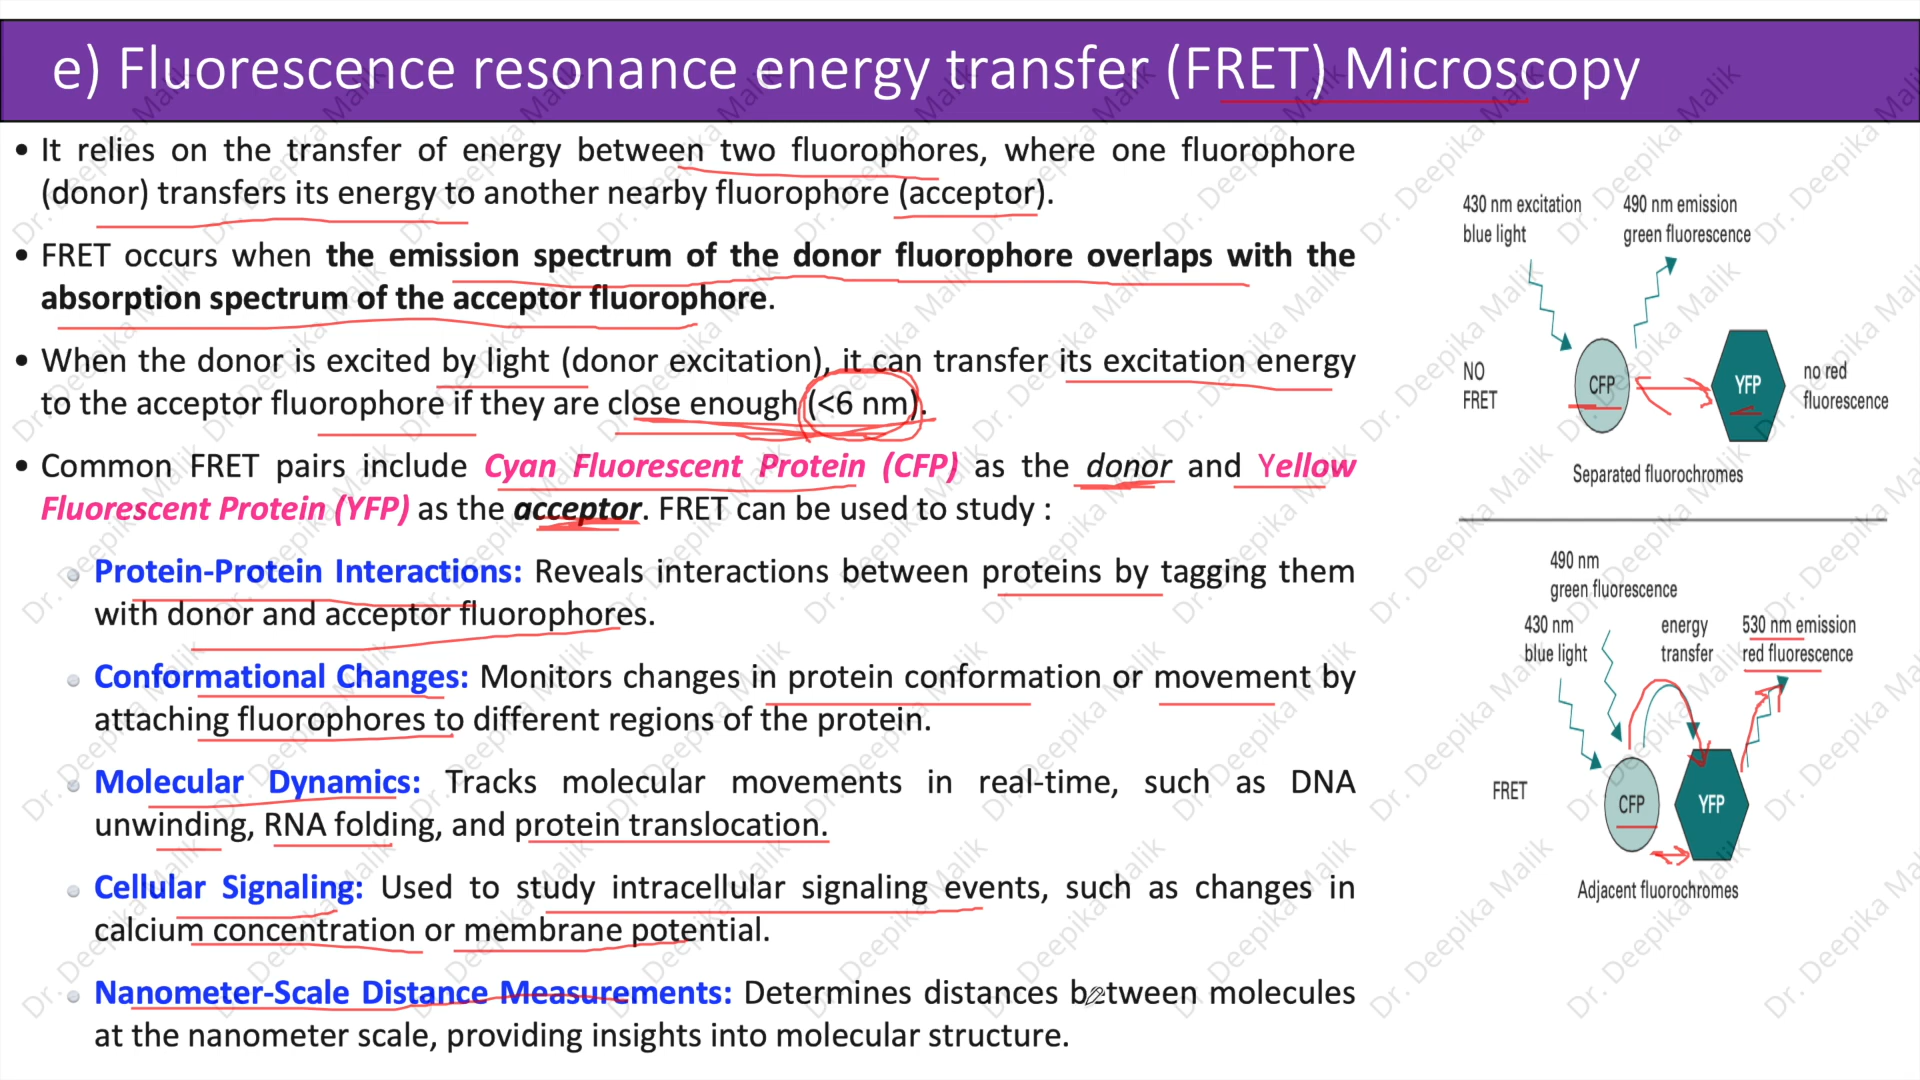 e) Fluorescence resonance energy transfer (FRET) Microscopy
• It relies on the transfer of energy between two fluorophores, where one fluorophore
(donor) transfers its energy to another nearby fluorophore (acceptor).
• FRET occurs when the emission spectrum of the donor fluorophore overlaps with the
absorption spectrum of the acceptor fluorophore.
• When the donor is excited by light (donor excitation), it can transfer its excitation energy
to the acceptor fluorophore if they are close enough (<6 nm).
• Common FRET pairs include Cyan Fluorescent Protein (CFP) as the donor and Yellow
Fluorescent Protein (YFP) as the acceptor. FRET can be used to study :
Protein-Protein Interactions: Reveals interactions between proteins by tagging them
with donor and acceptor fluorophores.
Conformational Changes: Monitors changes in protein conformation or movement by
attaching fluorophores to different regions of the protein.
Molecular Dynamics: Tracks molecular movements in real-time, such as DNA
unwinding, RNA folding, and protein translocation.
Cellular Signaling: Used to study intracellular signaling events, such as changes in
calcium concentration or membrane potential.
Nanometer-Scale Distance Measurements: Determines distances between molecules
at the nanometer scale, providing insights into molecular structure.
430 nm excitation
blue light
490 nm emission
green fluorescence
NO
FRET
CFP
YFP
no red
fluorescence
Separated fluorochromes
490 nm
green fluorescence
430 nm
blue light
energy
transfer
530 nm emission
red fluorescence
FRET
CFP
YFP
Adjacent fluorochromes
Dr. Deepika Malik